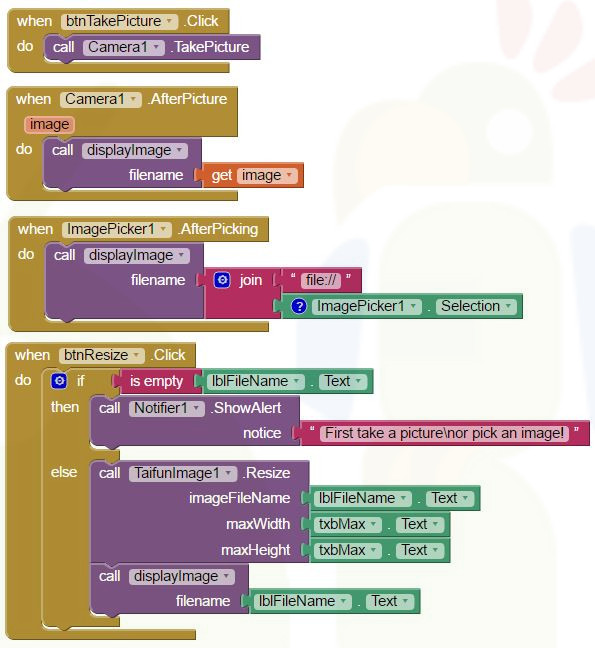 when btnTakePicture .Click
do call Camera1 .TakePicture
when Camera1 .AfterPicture
image
do call displayImage
filename get image
when ImagePicker1 .AfterPicking
do call displayImage
filename join " file:// "
? ImagePicker1 . Selection
when btnResize .Click
do if is empty lblFileName . Text
then call Notifier1 .ShowAlert
notice " First take a picture\nor pick an image! "
else call TaifunImage1 .Resize
imageFileName lblFileName . Text
maxWidth txbMax . Text
maxHeight txbMax . Text
call displayImage
filename lblFileName . Text